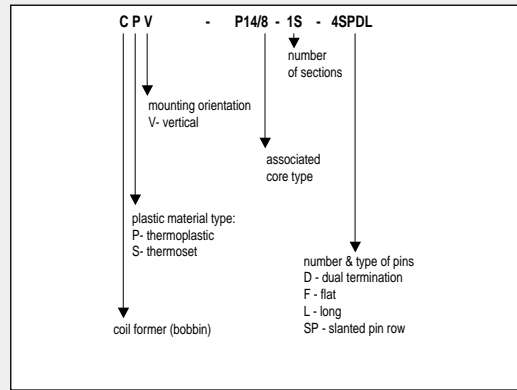 C P V - P14/8 - 1S - 4SPDL
number
of sections
mounting orientation
V- vertical
associated
core type
plastic material type:
P- thermoplastic
S- thermoset
number & type of pins
D - dual termination
F - flat
L - long
SP - slanted pin row
coil former (bobbin)